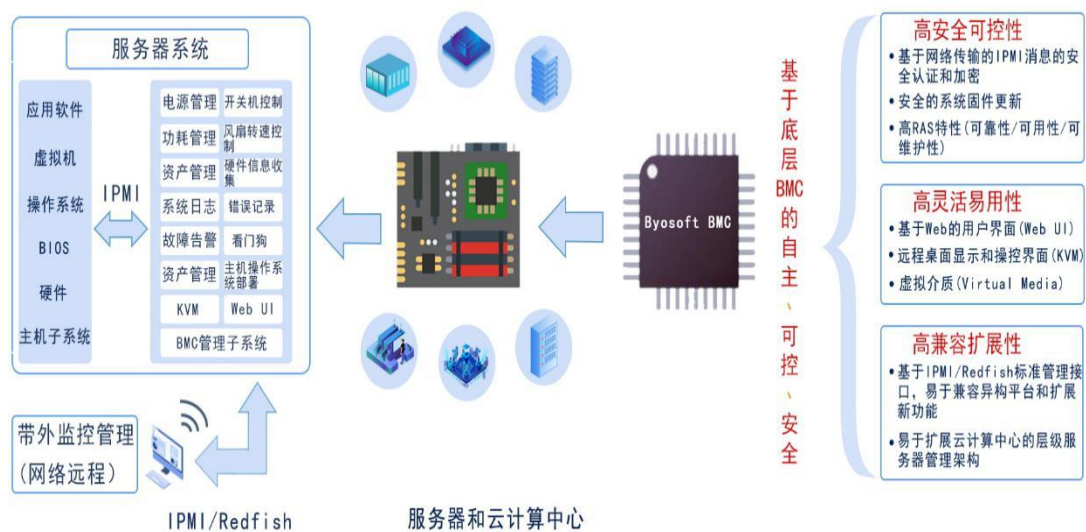 服务器系统
应用软件
虚拟机
操作系统
BIOS
硬件
主机子系统
IPMI
电源管理
开关机控制
功耗管理
风扇转速控
制
资产管理
硬件信息收
集
系统日志
错误记录
故障告警
看门狗
资产管理
主机操作系
统部署
KVM
Web UI
BMC管理子系统
带外监控管理
(网络远程)
IPMI/Redfish
服务器和云计算中心
Byosoft BMC
基于底层BMC的自主、可控、安全
高安全可控性
•基于网络传输的IPMI消息的安
全认证和加密
•安全的系统固件更新
•高RAS特性(可靠性/可用性/可
维护性)
高灵活易用性
•基于Web的用户界面(Web UI)
•远程桌面显示和操控界面(KVM)
•虚拟介质(Virtual Media)
高兼容扩展性
•基于IPMI/Redfish标准管理接
口，易于兼容异构平台和扩展
新功能
•易于扩展云计算中心的层级服
务器管理架构